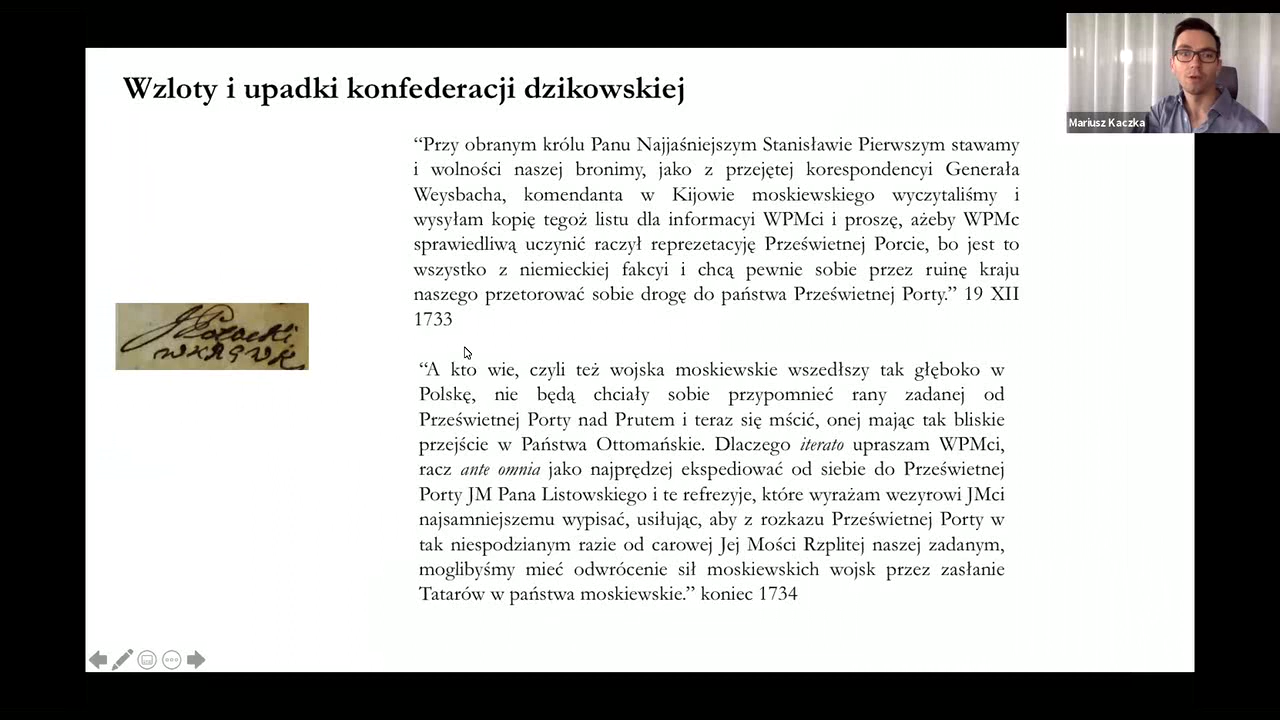 Wzloty i upadki konfederacji dzikowskiej
Mariusz Kaczka
“Przy obranym królu Panu Najjaśniejszym Stanisławie Pierwszym stawamy
i wolności naszej bronimy, jako z przejętej korespondencyi Generała
Weysbacha, komendanta w Kijowie moskiewskiego wyczytaliśmy i
wysyłam kopię tegoż listu dla informacyi WPMci i proszę, ażeby WPMc
sprawiedliwą uczynić raczył reprezetacyję Prześwietnej Porcie, bo jest to
wszystko z niemieckiej fakcyi i chcą pewnie sobie przez ruinę kraju
naszego przetorować sobie drogę do państwa Prześwietnej Porty.” 19 XII
1733
“A kto wie, czyli też wojska moskiewskie wszedłszy tak głęboko w
Polskę, nie będą chciały sobie przypomnieć rany zadanej od
Prześwietnej Porty nad Prutem i teraz się mścić, onej mając tak bliskie
przejście w Państwa Ottomańskie. Dlaczego iterato upraszam WPMci,
racz ante omnia jako najprędzej ekspediować od siebie do Prześwietnej
Porty JM Pana Listowskiego i te refrezyje, które wyrażam wezyrowi JMci
najsamniejszemu wypisać, usiłując, aby z rozkazu Prześwietnej Porty w
tak niespodzianym razie od carowej Jej Mości Rzplitej naszej zadanym,
moglibyśmy mieć odwrócenie sił moskiewskich wojsk przez zasłanie
Tatarów w państwa moskiewskie.” koniec 1734